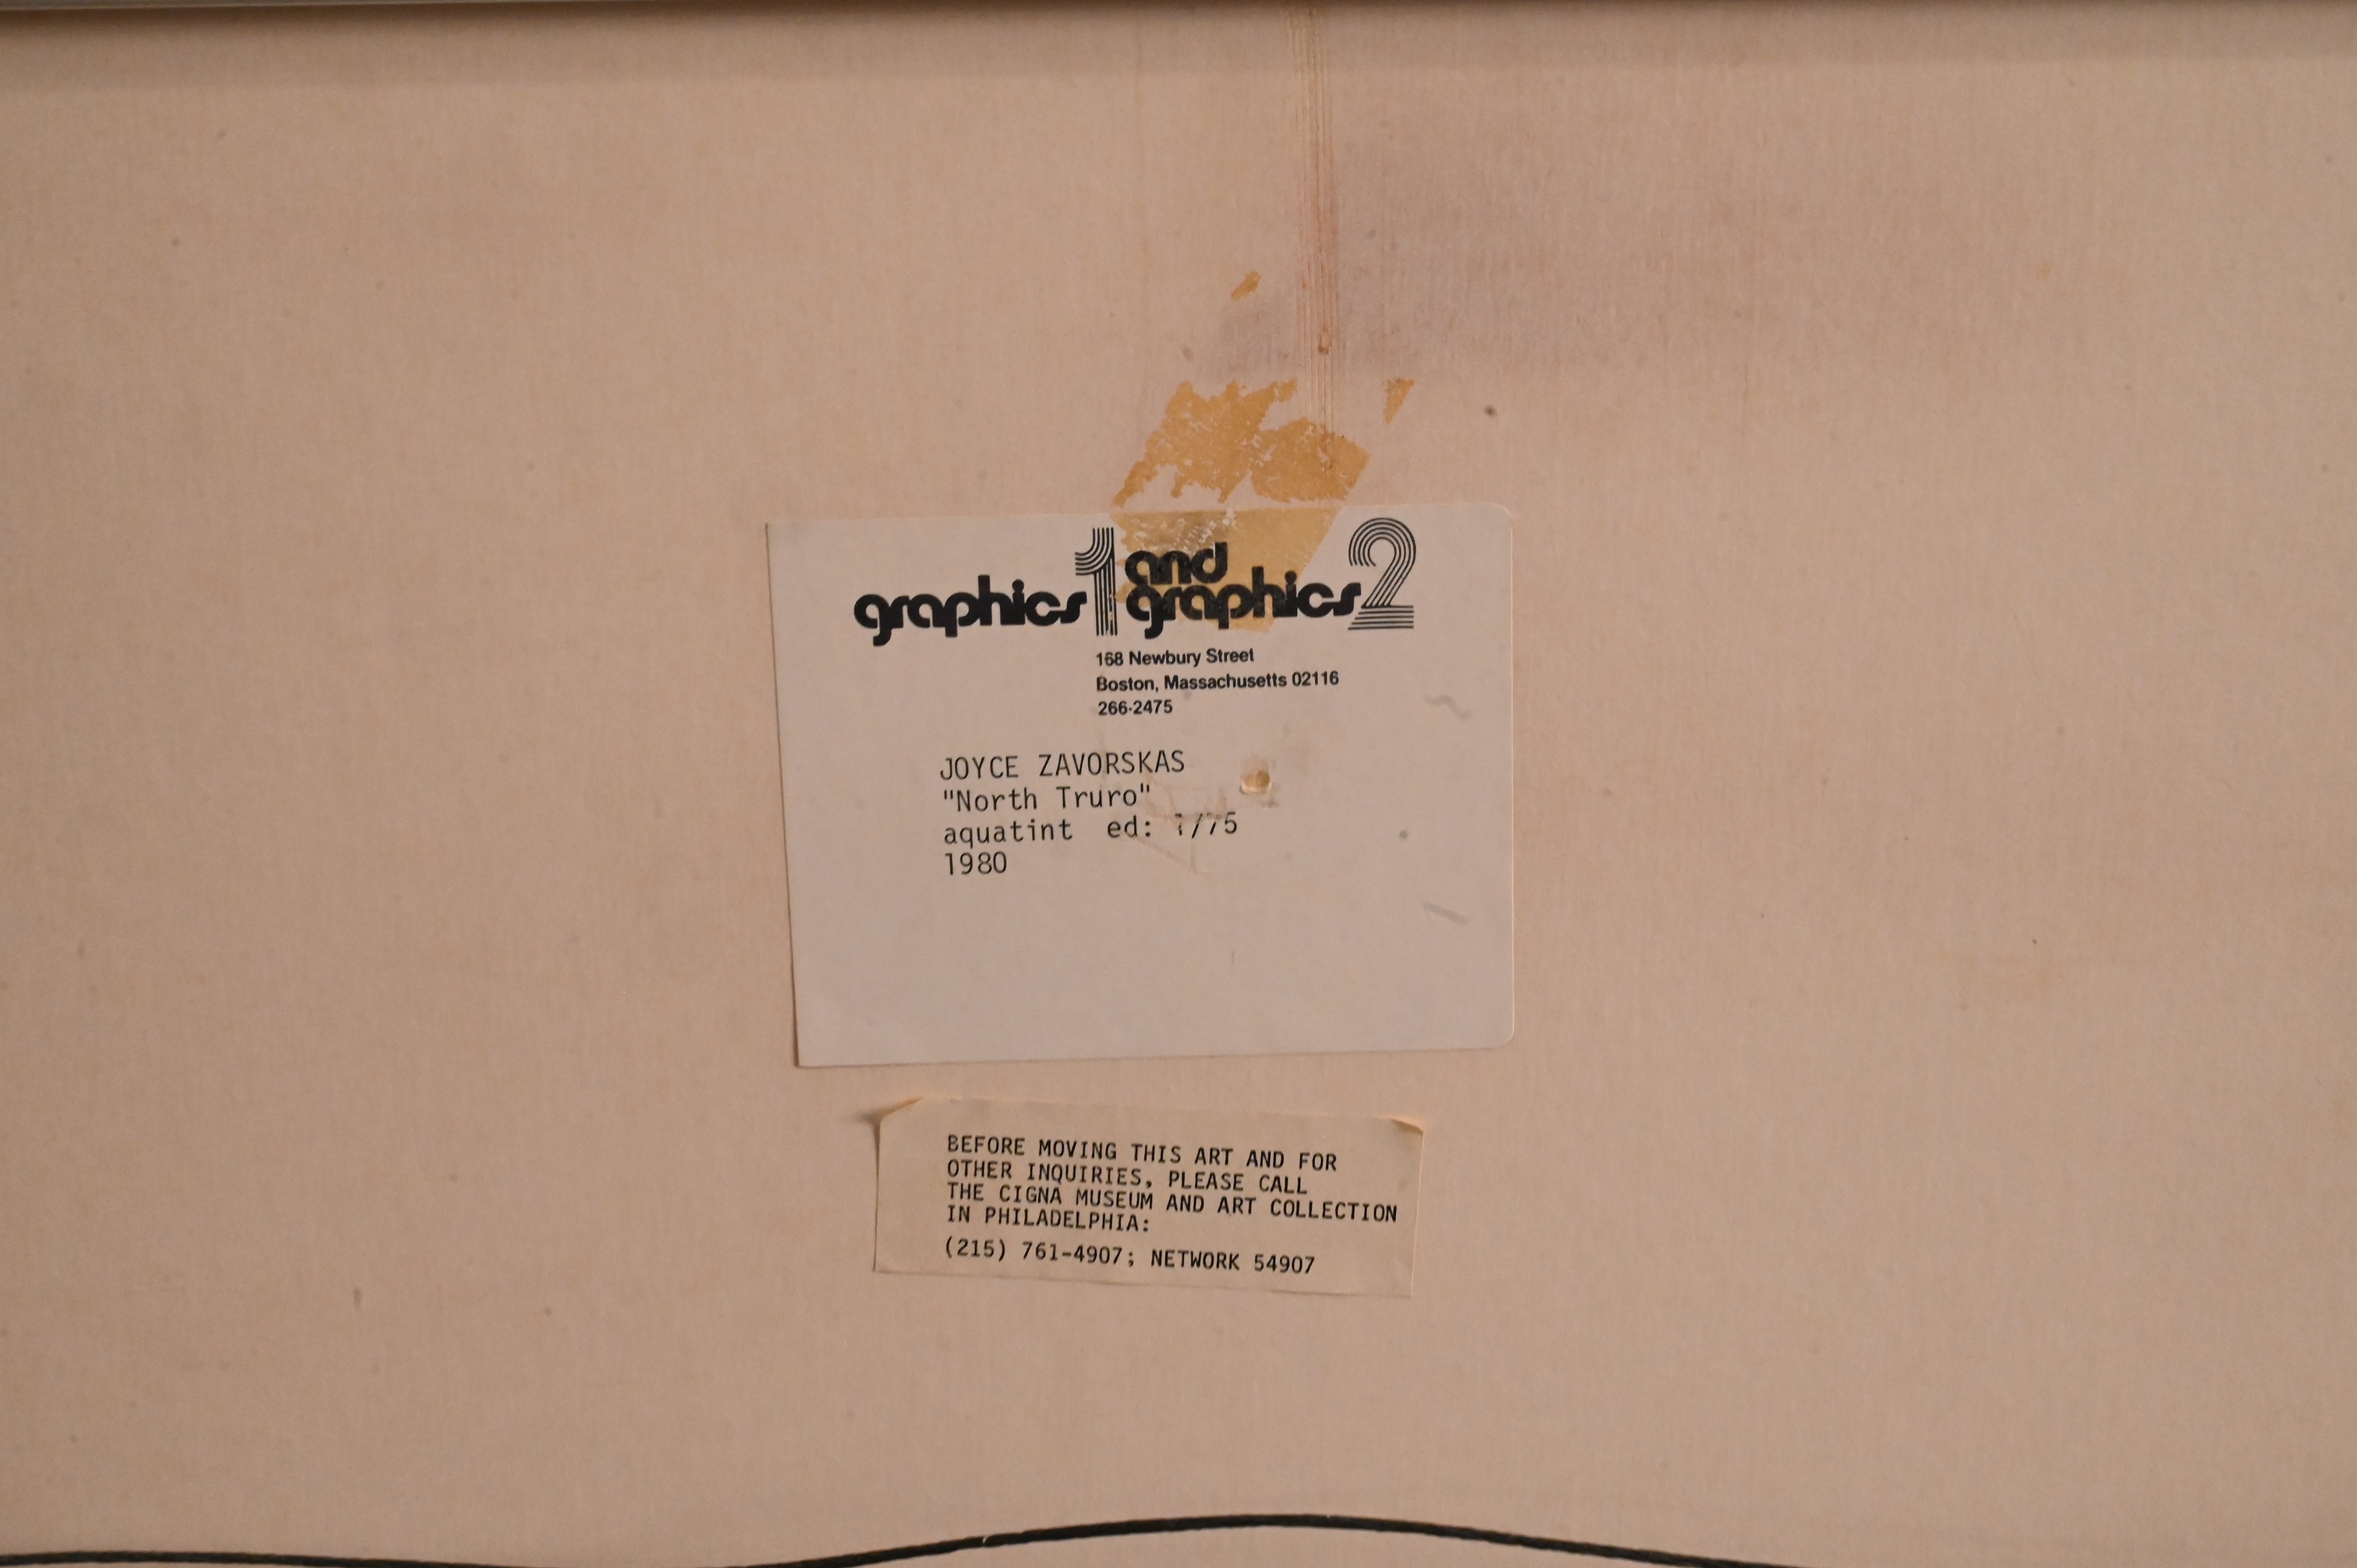 graphics 1 and graphics 2
168 Newbury Street
Boston, Massachusetts 02116
266-2475
JOYCE ZAVORSKAS
"North Truro"
aquatint ed:
1980
BEFORE MOVING THIS ART AND FOR
OTHER INQUIRIES, PLEASE CALL
THE CIGNA MUSEUM AND ART COLLECTION
IN PHILADELPHIA:
(215) 761-4907; NETWORK 54907